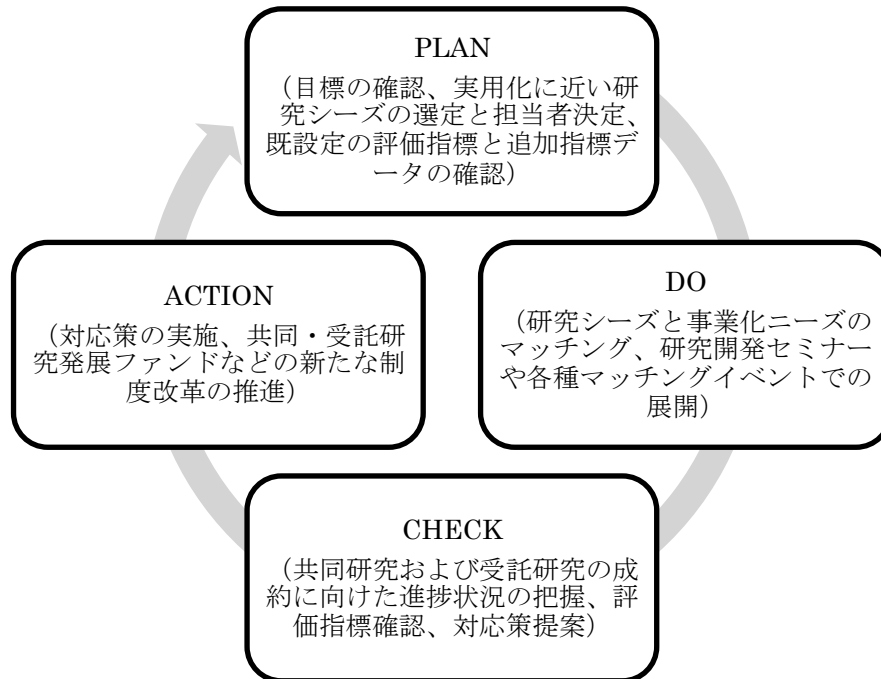 PLAN
（目標の確認、実用化に近い研
究シーズの選定と担当者決定、
既設定の評価指標と追加指標デ
ータの確認）
ACTION
（対応策の実施、共同・受託研
究発展ファンドなどの新たな制
度改革の推進）
DO
（研究シーズと事業化ニーズの
マッチング、研究開発セミナー
や各種マッチングイベントでの
展開）
CHECK
（共同研究および受託研究の成
約に向けた進捗状況の把握、評
価指標確認、対応策提案）